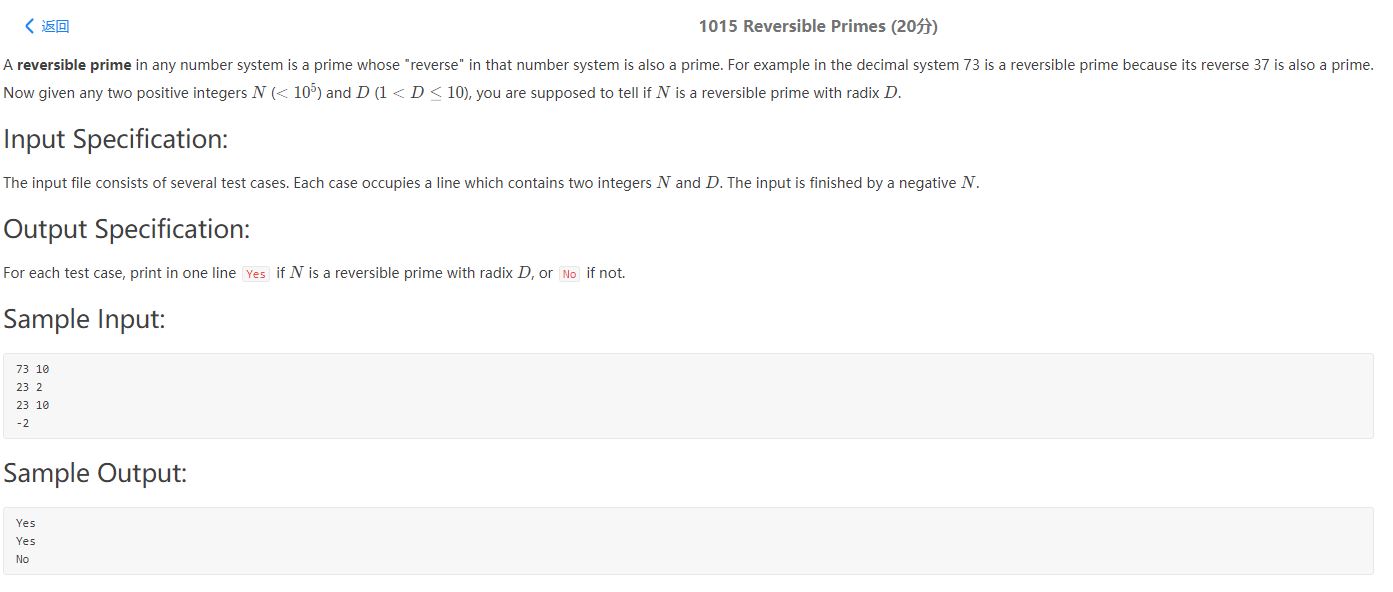 返回
1015 Reversible Primes (20分)
A reversible prime in any number system is a prime whose "reverse" in that number system is also a prime. For example in the decimal system 73 is a reversible prime because its reverse 37 is also a prime.
Now given any two positive integers N (< 10⁵) and D (1 < D ≤ 10), you are supposed to tell if N is a reversible prime with radix D.
Input Specification:
The input file consists of several test cases. Each case occupies a line which contains two integers N and D. The input is finished by a negative N.
Output Specification:
For each test case, print in one line Yes if N is a reversible prime with radix D, or No if not.
Sample Input:
73 10
23 2
23 10
-2
Sample Output:
Yes
Yes
No